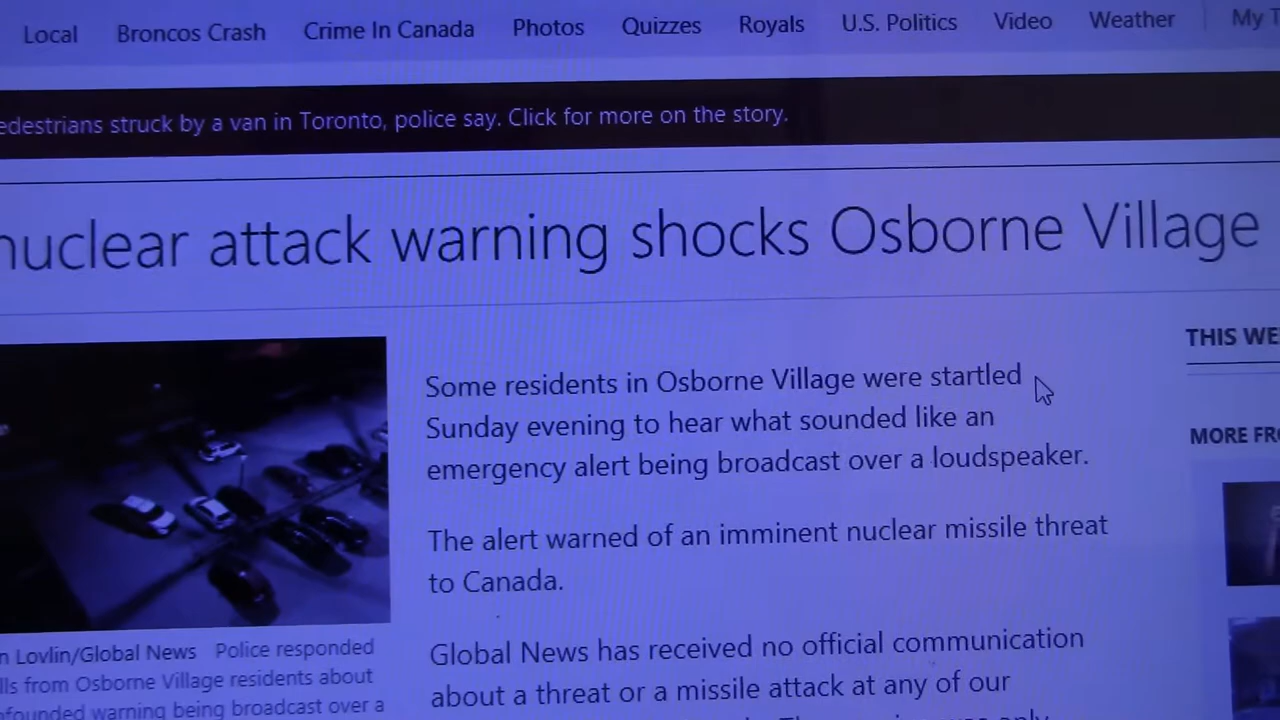 Local Broncos Crash Crime In Canada Photos Quizzes Royals U.S. Politics Video Weather My
edestrians struck by a van in Toronto, police say. Click for more on the story.
nuclear attack warning shocks Osborne Village
Some residents in Osborne Village were startled
Sunday evening to hear what sounded like an
emergency alert being broadcast over a loudspeaker.
The alert warned of an imminent nuclear missile threat
to Canada.
Global News has received no official communication
about a threat or a missile attack at any of our
n Lovlin/Global News Police responded
lls from Osborne Village residents about
founded warning being broadcast over a
THIS WE
MORE FR